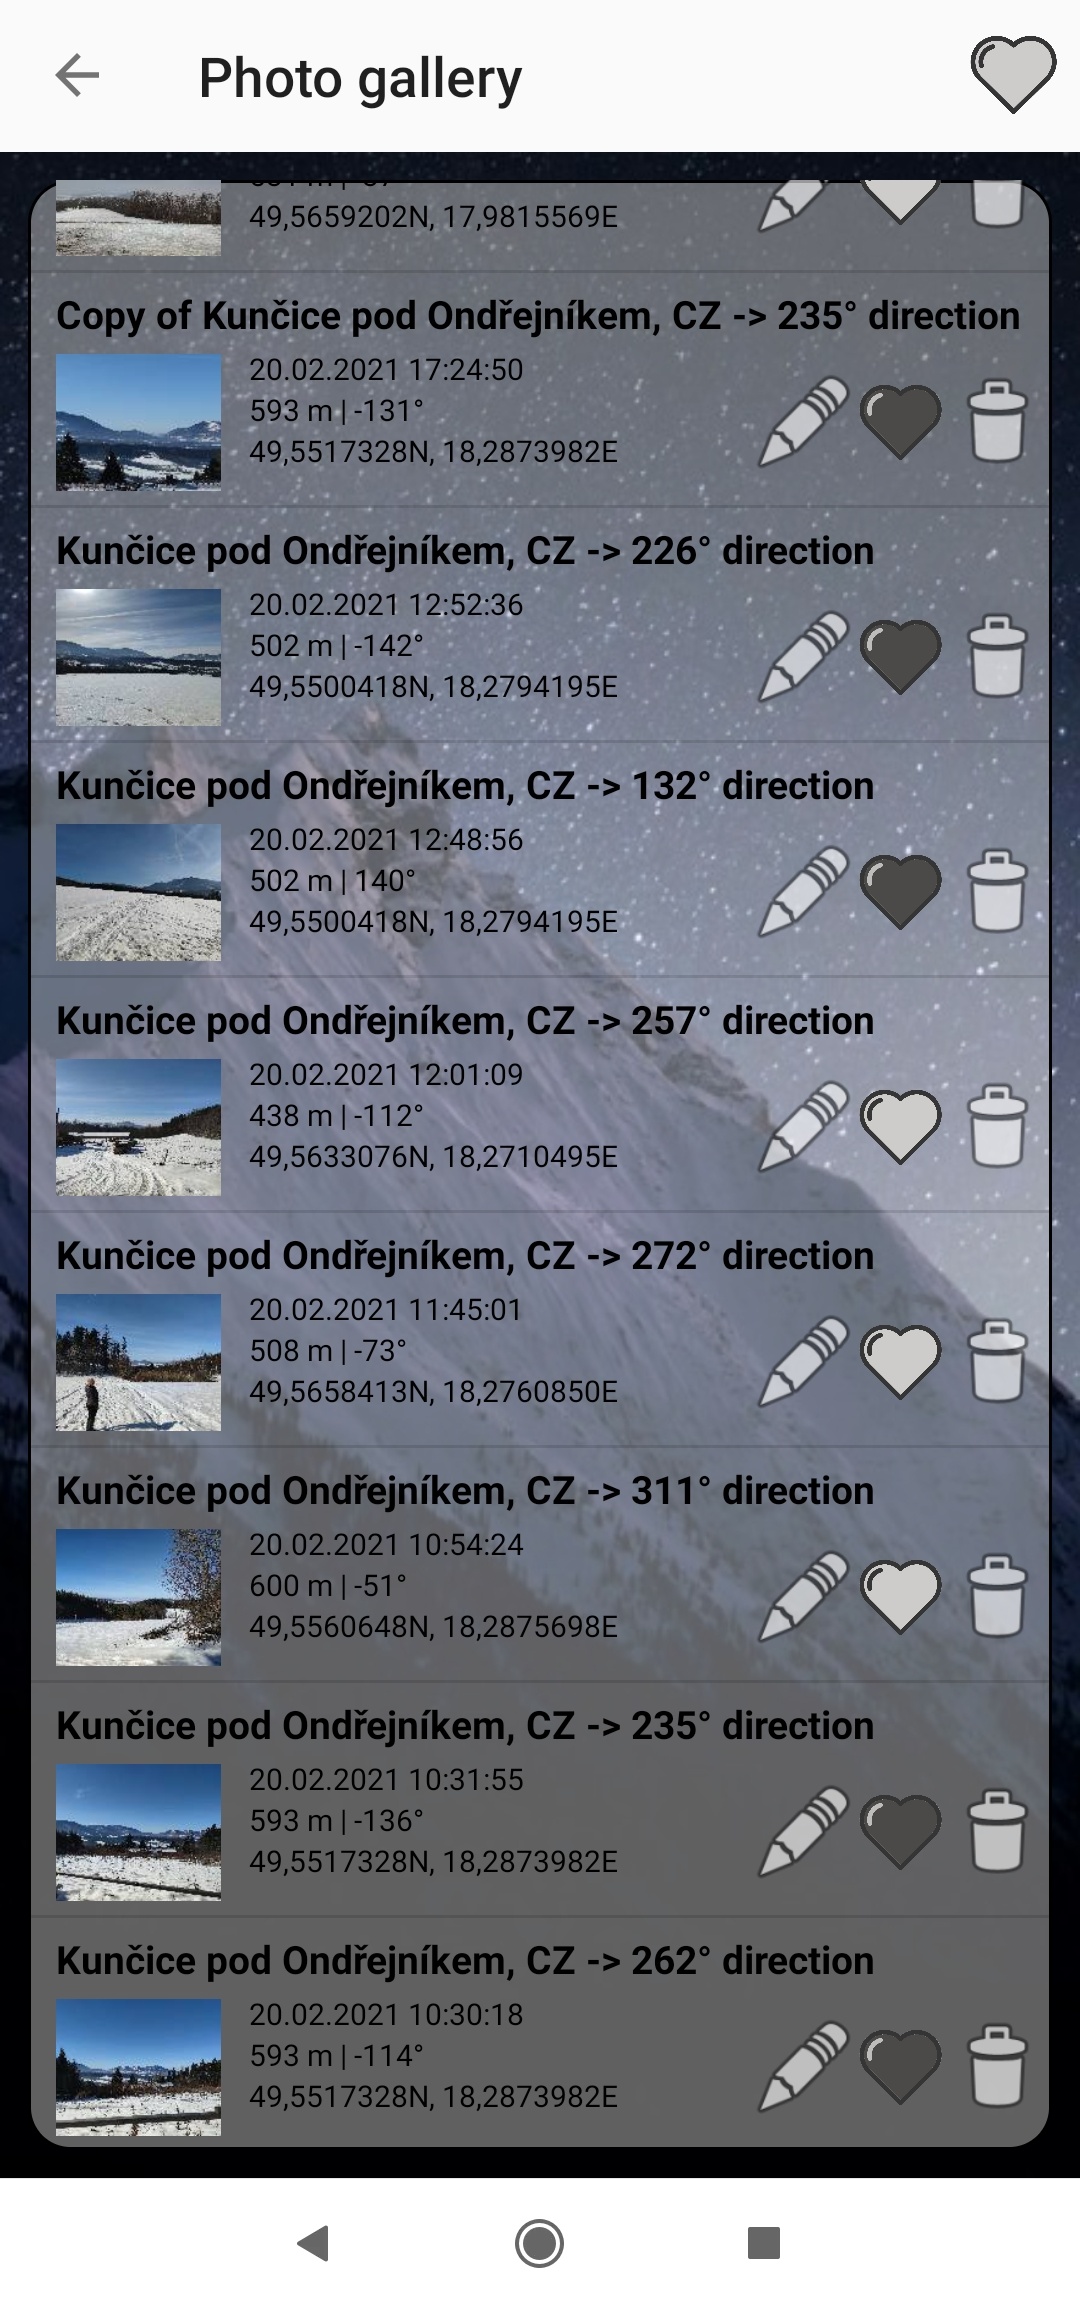 Photo gallery
49,5659202N, 17,9815569E
Copy of Kunčice pod Ondřejníkem, CZ -> 235° direction
20.02.2021 17:24:50
593 m | -131°
49,5517328N, 18,2873982E
Kunčice pod Ondřejníkem, CZ -> 226° direction
20.02.2021 12:52:36
502 m | -142°
49,5500418N, 18,2794195E
Kunčice pod Ondřejníkem, CZ -> 132° direction
20.02.2021 12:48:56
502 m | 140°
49,5500418N, 18,2794195E
Kunčice pod Ondřejníkem, CZ -> 257° direction
20.02.2021 12:01:09
438 m | -112°
49,5633076N, 18,2710495E
Kunčice pod Ondřejníkem, CZ -> 272° direction
20.02.2021 11:45:01
508 m | -73°
49,5658413N, 18,2760850E
Kunčice pod Ondřejníkem, CZ -> 311° direction
20.02.2021 10:54:24
600 m | -51°
49,5560648N, 18,2875698E
Kunčice pod Ondřejníkem, CZ -> 235° direction
20.02.2021 10:31:55
593 m | -136°
49,5517328N, 18,2873982E
Kunčice pod Ondřejníkem, CZ -> 262° direction
20.02.2021 10:30:18
593 m | -114°
49,5517328N, 18,2873982E